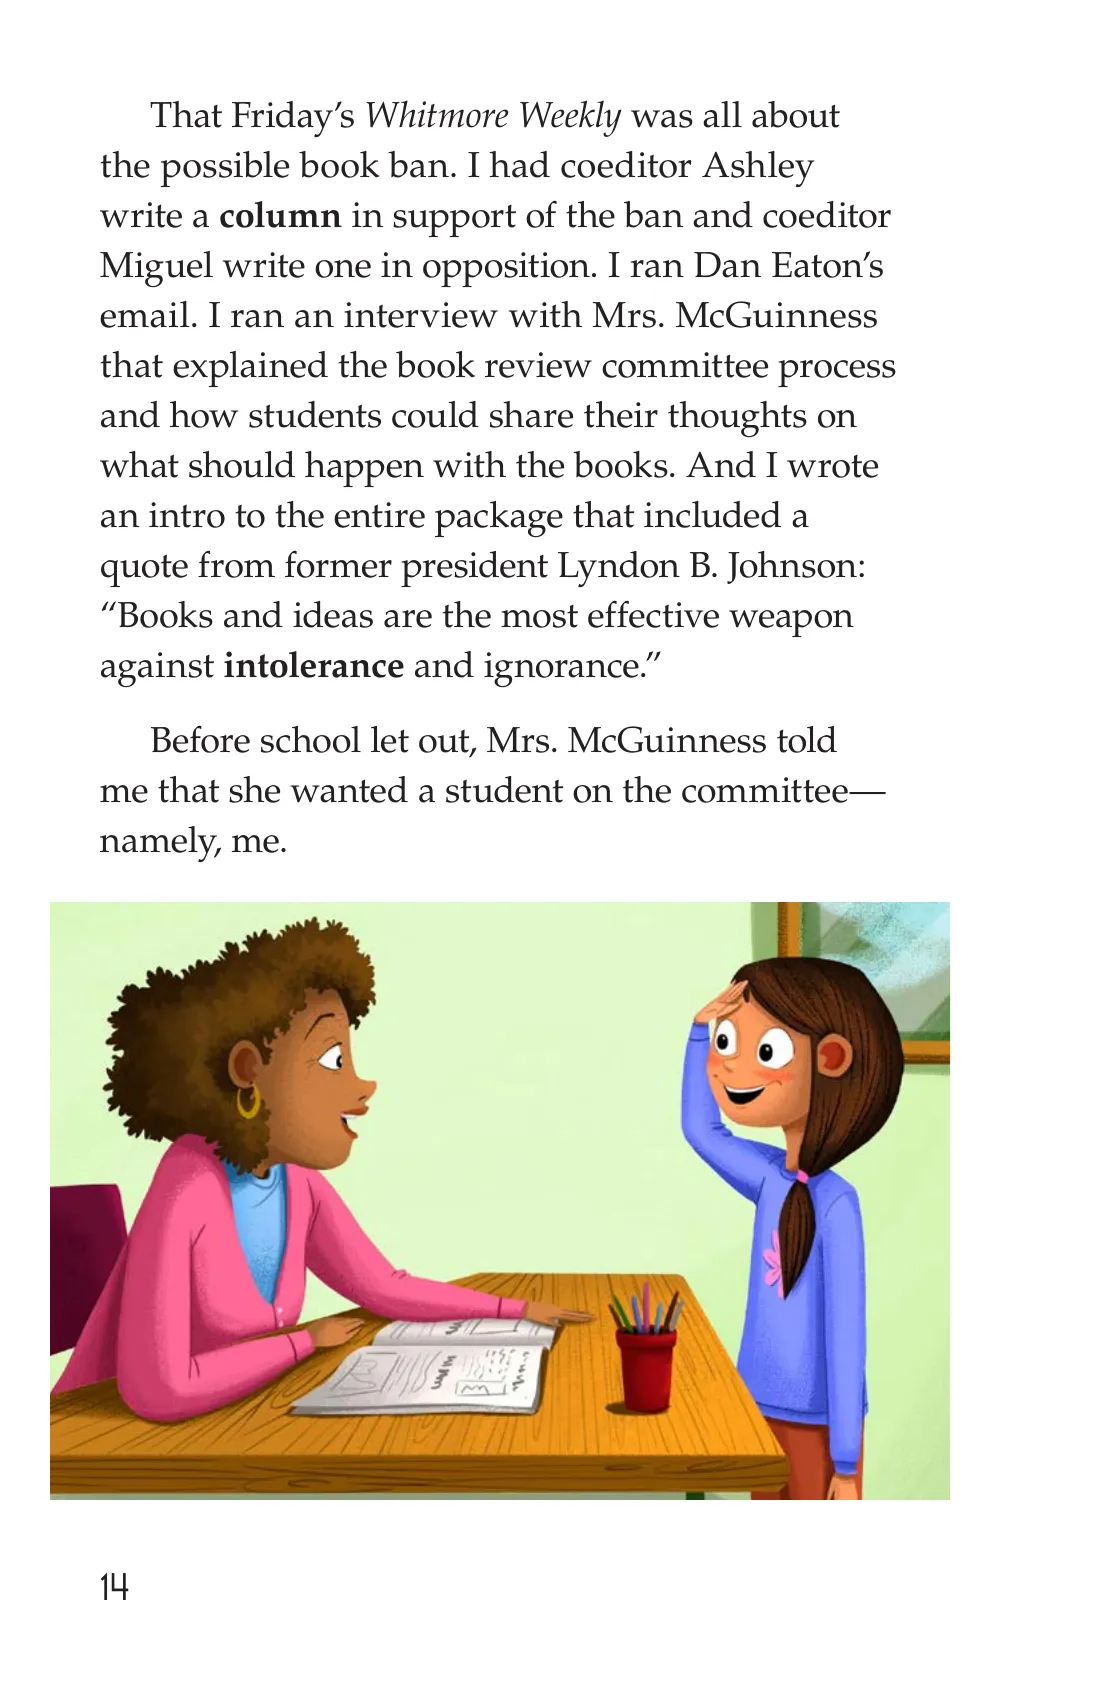 That Friday’s Whitmore Weekly was all about
the possible book ban. I had coeditor Ashley
write a column in support of the ban and coeditor
Miguel write one in opposition. I ran Dan Eaton’s
email. I ran an interview with Mrs. McGuinness
that explained the book review committee process
and how students could share their thoughts on
what should happen with the books. And I wrote
an intro to the entire package that included a
quote from former president Lyndon B. Johnson:
“Books and ideas are the most effective weapon
against intolerance and ignorance.”
Before school let out, Mrs. McGuinness told
me that she wanted a student on the committee—
namely, me.
14